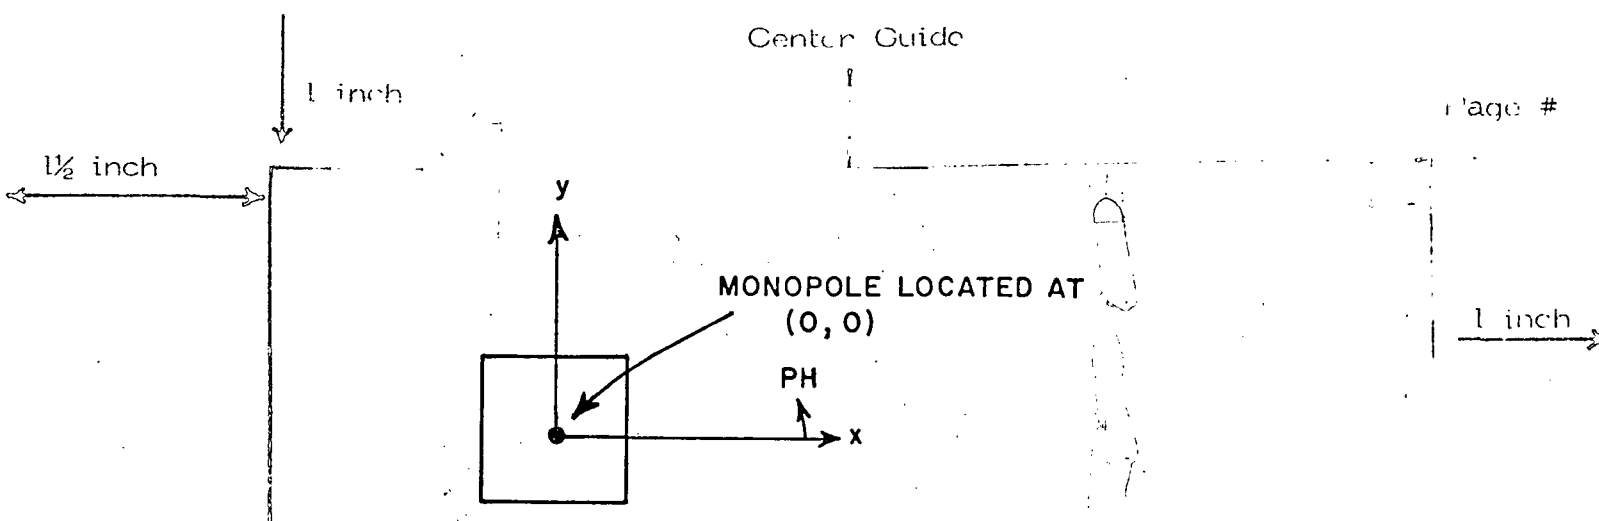 Center Guide
1 inch
Page #
1½ inch
y
MONOPOLE LOCATED AT
(0, 0)
1 inch
PH
x